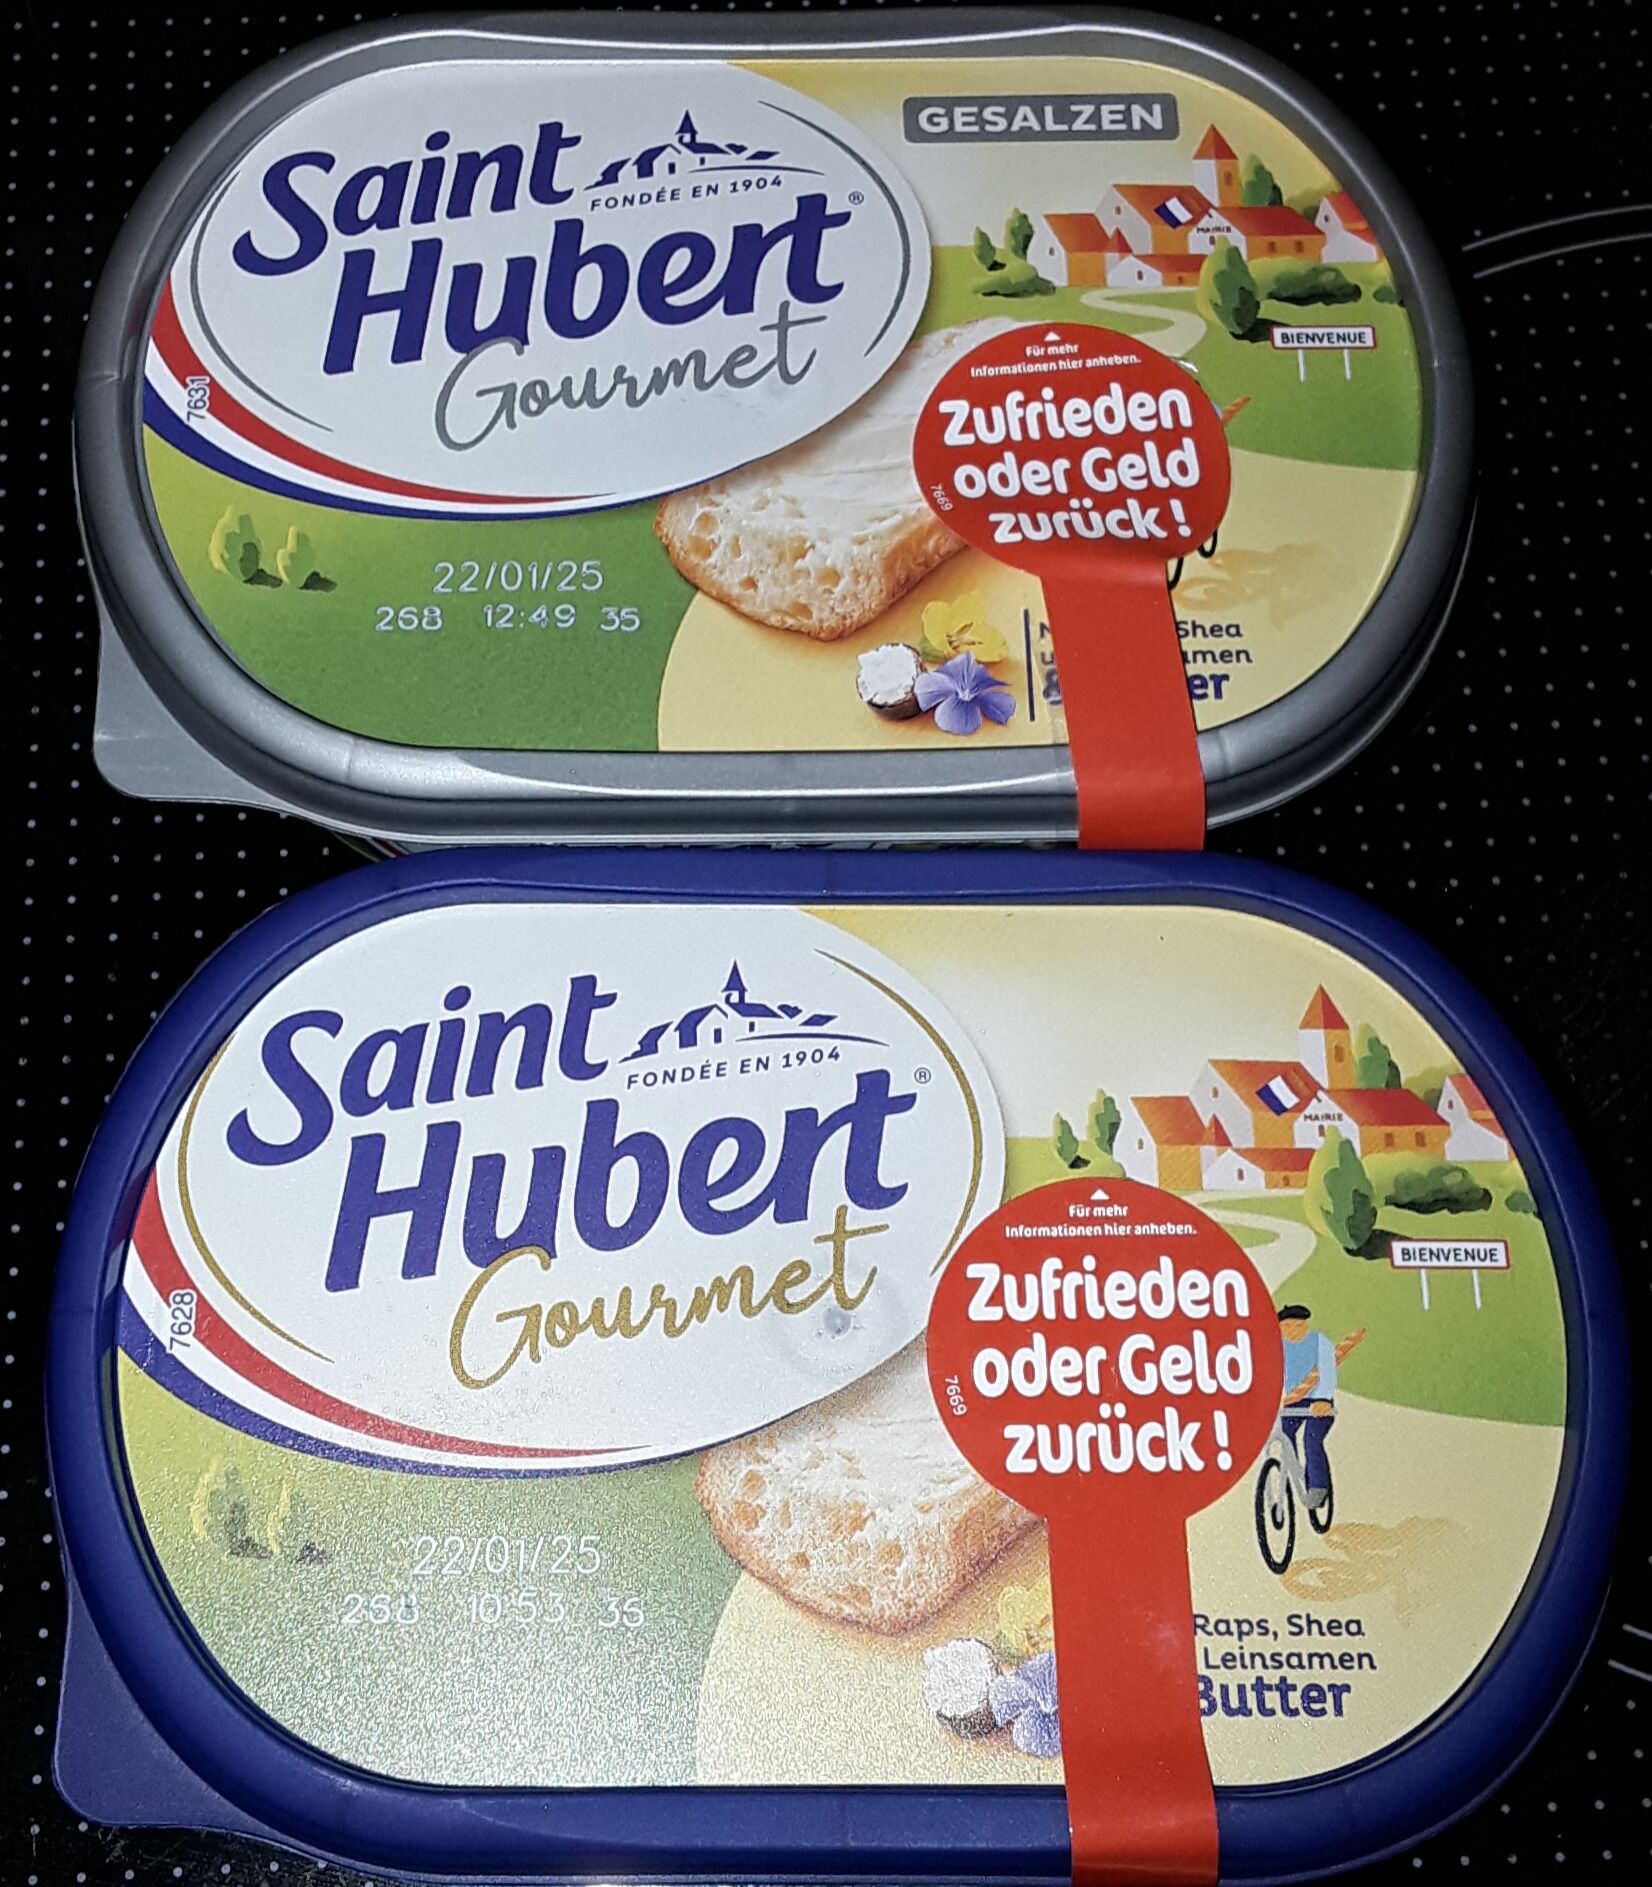 GESALZEN
Saint
FONDÉE EN 1904
Hubert®
Gourmet
MAIRIE
BIENVENUE
7631
Für mehr
Informationen hier anheben.
Zufrieden
oder Geld
zurück!
7669
22/01/25
268 12:49 35
Shea
Saint
FONDÉE EN 1904
Hubert®
Gourmet
MAIRIE
BIENVENUE
7628
Für mehr
Informationen hier anheben.
Zufrieden
oder Geld
zurück!
7669
22/01/25
268 10:53 36
Raps, Shea
Leinsamen
Butter